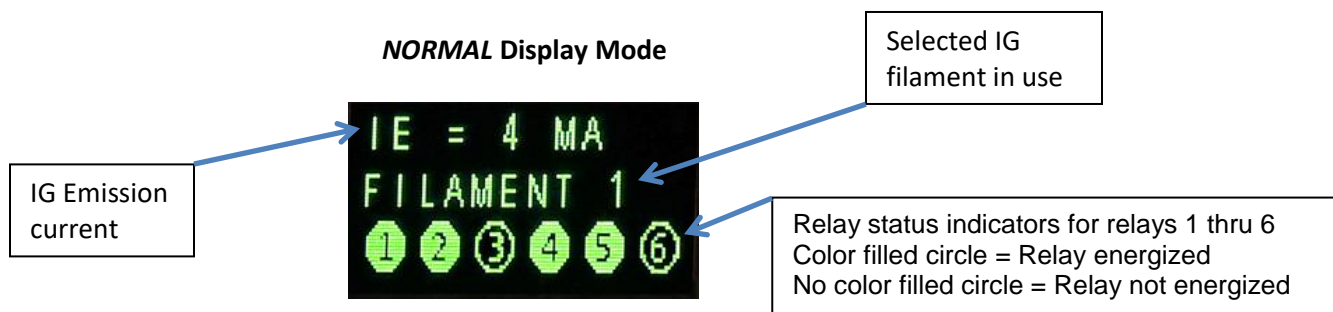 NORMAL Display Mode
Selected IG
filament in use
IE = 4 MA
FILAMENT 1
1 2 3 4 5 6
IG Emission
current
Relay status indicators for relays 1 thru 6
Color filled circle = Relay energized
No color filled circle = Relay not energized